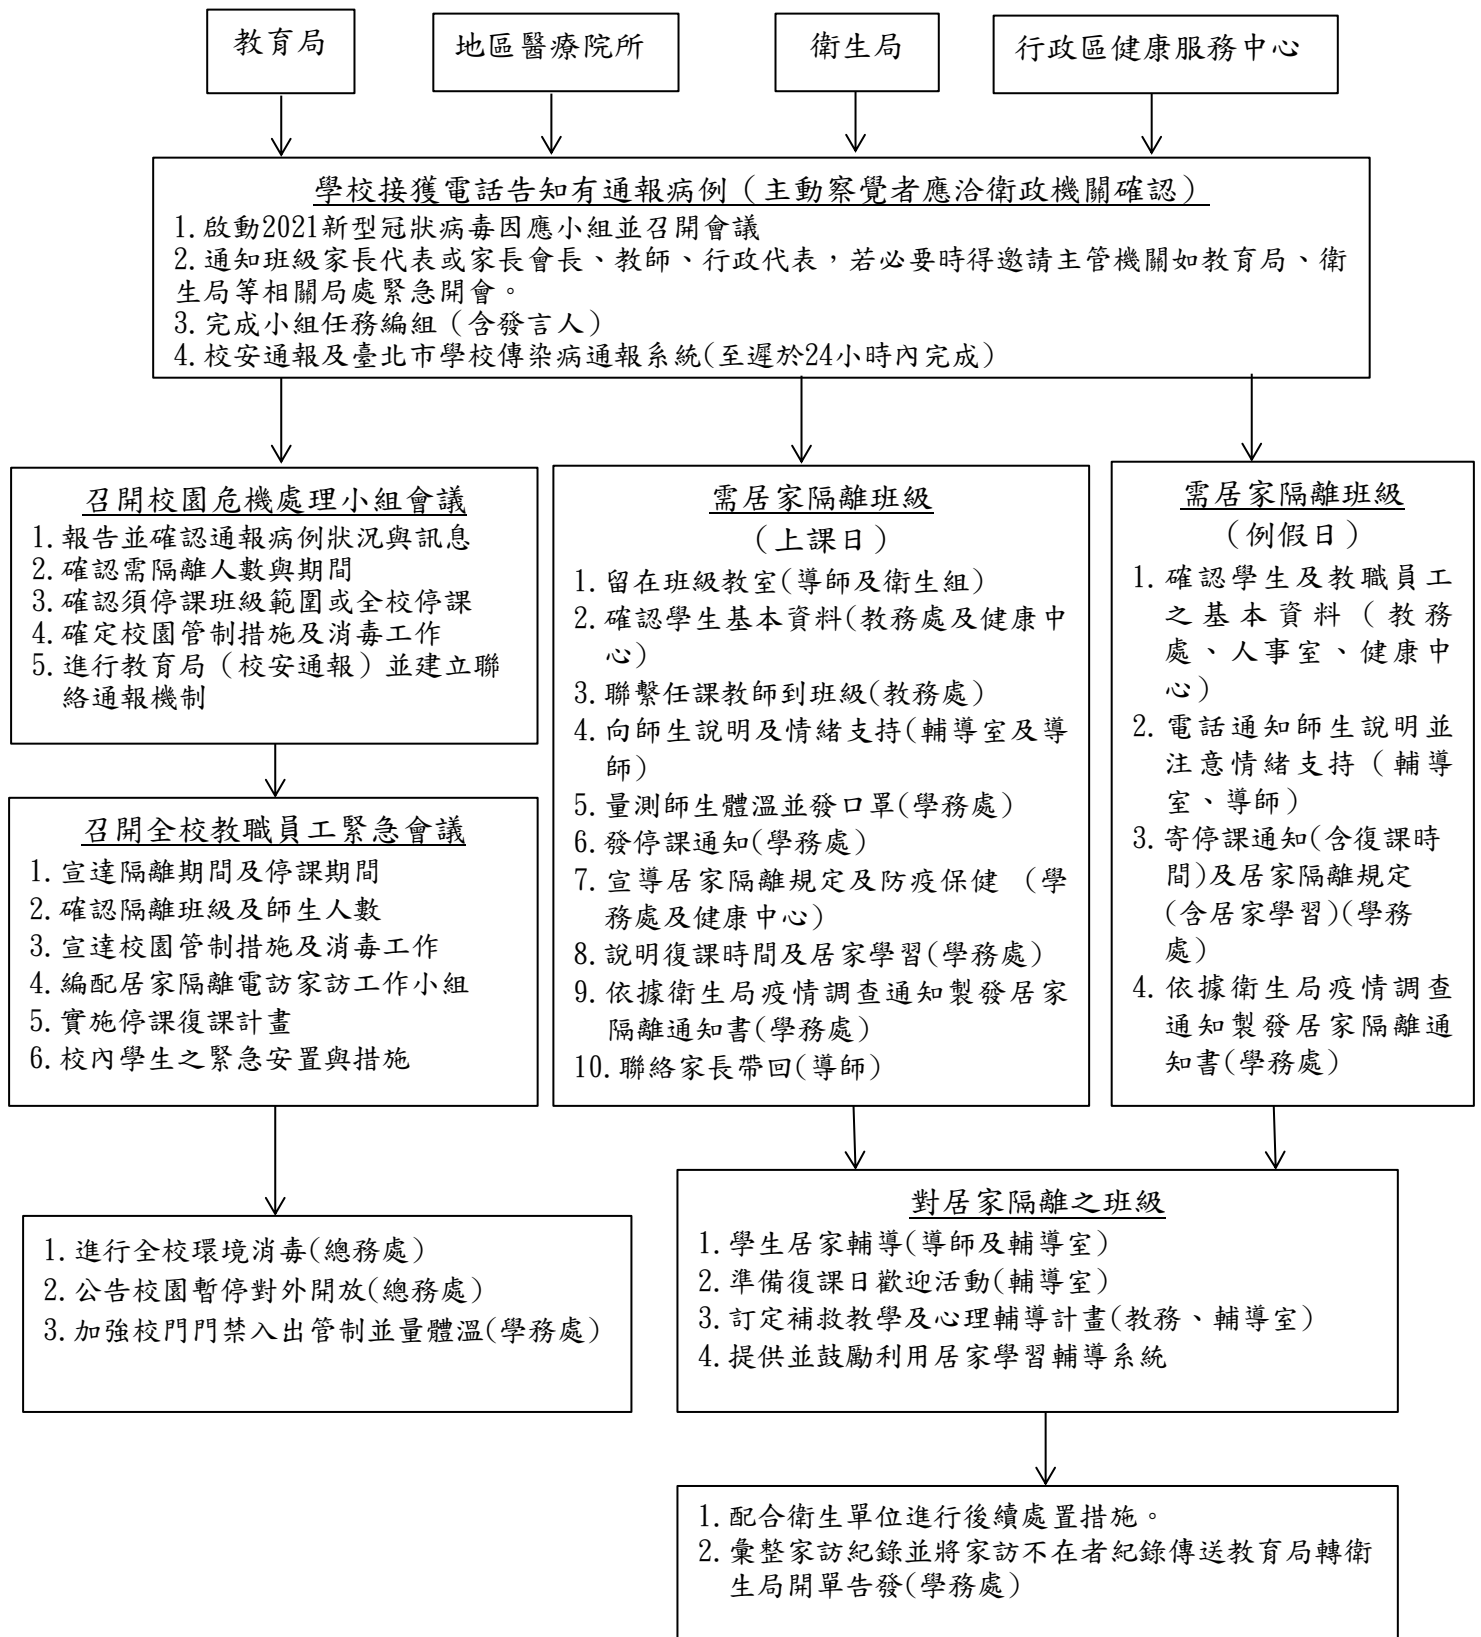 教育局
地區醫療院所
衛生局
行政區健康服務中心
學校接獲電話告知有通報病例（主動察覺者應洽衛政機關確認）
1.啟動2021新型冠狀病毒因應小組並召開會議
2.通知班級家長代表或家長會長、教師、行政代表，若必要時得邀請主管機關如教育局、衛
生局等相關局處緊急開會。
3.完成小組任務編組（含發言人）
4.校安通報及臺北市學校傳染病通報系統(至遲於24小時內完成)
召開校園危機處理小組會議
1.報告並確認通報病例狀況與訊息
2.確認需隔離人數與期間
3.確認須停課班級範圍或全校停課
4.確定校園管制措施及消毒工作
5.進行教育局（校安通報）並建立聯
絡通報機制
召開全校教職員工緊急會議
1.宣達隔離期間及停課期間
2.確認隔離班級及師生人數
3.宣達校園管制措施及消毒工作
4.編配居家隔離電訪家訪工作小組
5.實施停課復課計畫
6.校內學生之緊急安置與措施
1.進行全校環境消毒(總務處)
2.公告校園暫停對外開放(總務處)
3.加強校門門禁入出管制並量體溫(學務處)
需居家隔離班級
（上課日）
1.留在班級教室(導師及衛生組)
2.確認學生基本資料(教務處及健康中
心)
3.聯繫任課教師到班級(教務處)
4.向師生說明及情緒支持(輔導室及導
師)
5.量測師生體溫並發口罩(學務處)
6.發停課通知(學務處)
7.宣導居家隔離規定及防疫保健 (學
務處及健康中心)
8.說明復課時間及居家學習(學務處)
9.依據衛生局疫情調查通知製發居家
隔離通知書(學務處)
10.聯絡家長帶回(導師)
需居家隔離班級
（例假日）
1.確認學生及教職員工
之基本資料（教務
處、人事室、健康中
心）
2.電話通知師生說明並
注意情緒支持（輔導
室、導師）
3.寄停課通知(含復課時
間)及居家隔離規定
(含居家學習)(學務
處)
4.依據衛生局疫情調查
通知製發居家隔離通
知書(學務處)
對居家隔離之班級
1.學生居家輔導(導師及輔導室)
2.準備復課日歡迎活動(輔導室)
3.訂定補救教學及心理輔導計畫(教務、輔導室)
4.提供並鼓勵利用居家學習輔導系統
1.配合衛生單位進行後續處置措施。
2.彙整家訪紀錄並將家訪不在者紀錄傳送教育局轉衛
生局開單告發(學務處)